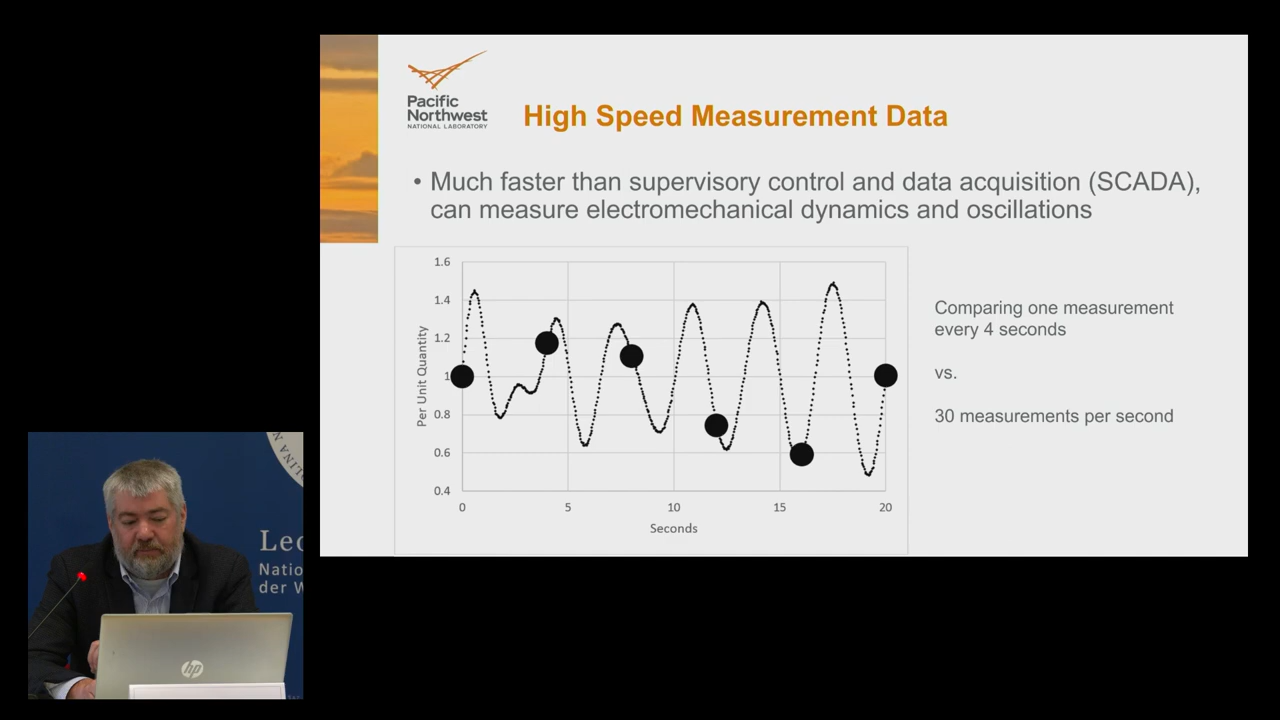 Pacific
Northwest
NATIONAL LABORATORY
High Speed Measurement Data
• Much faster than supervisory control and data acquisition (SCADA),
can measure electromechanical dynamics and oscillations
1.6
1.4
1.2
1
0.8
0.6
0.4
Per Unit Quantity
0 5 10 15 20
Seconds
Comparing one measurement
every 4 seconds
vs.
30 measurements per second
Natio
der W
hp